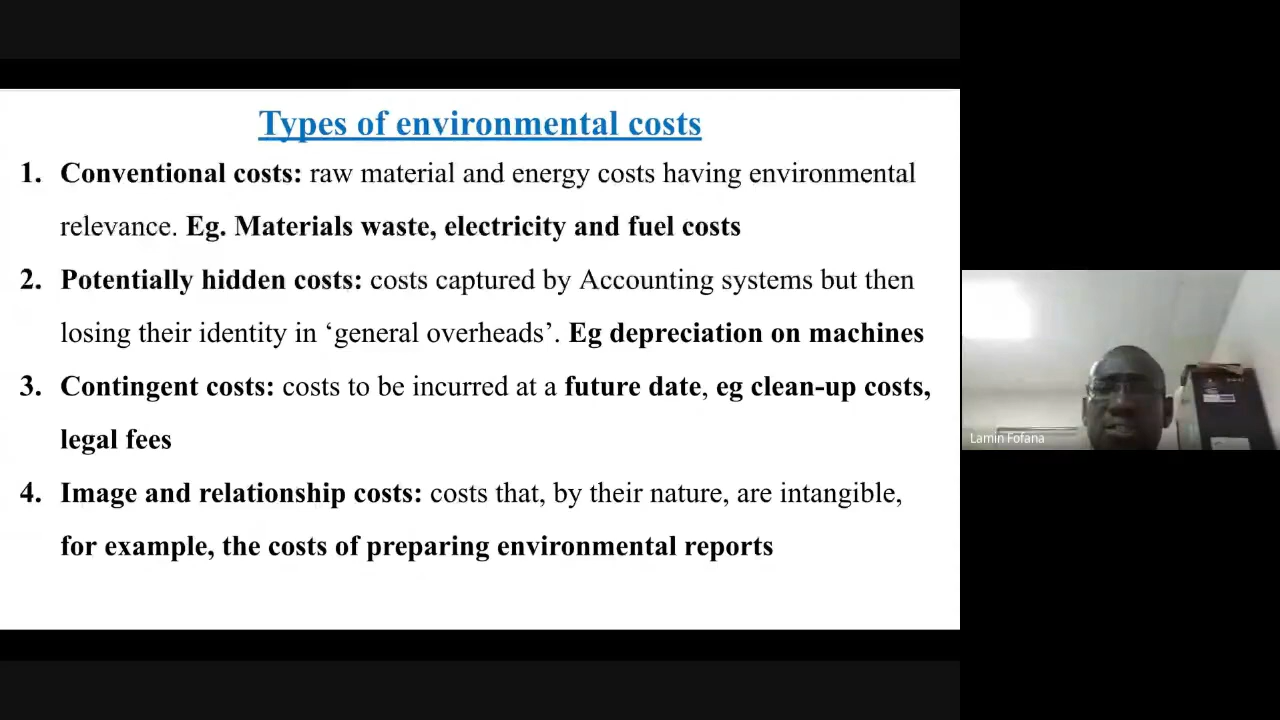 Types of environmental costs
1. Conventional costs: raw material and energy costs having environmental
relevance. Eg. Materials waste, electricity and fuel costs
2. Potentially hidden costs: costs captured by Accounting systems but then
losing their identity in ‘general overheads’. Eg depreciation on machines
3. Contingent costs: costs to be incurred at a future date, eg clean-up costs,
legal fees
4. Image and relationship costs: costs that, by their nature, are intangible,
for example, the costs of preparing environmental reports
Lamin Fofana